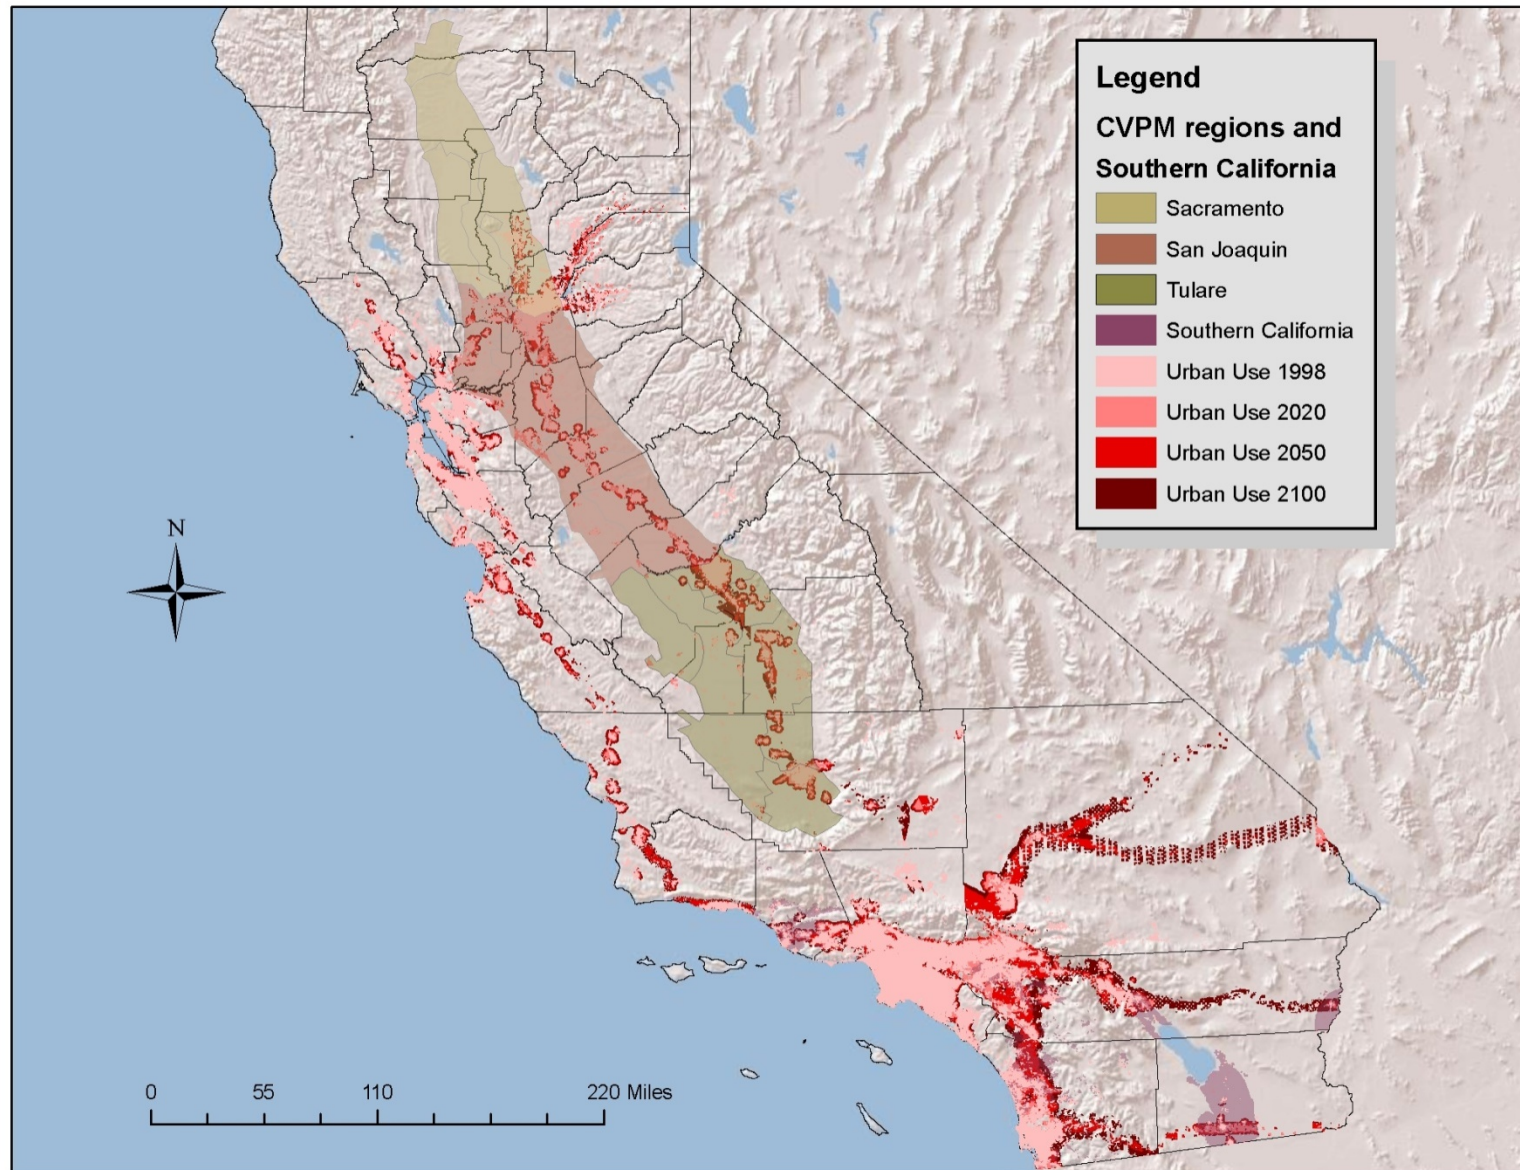 Legend
CVPM regions and
Southern California
Sacramento
San Joaquin
Tulare
Southern California
Urban Use 1998
Urban Use 2020
Urban Use 2050
Urban Use 2100
N
0 55 110 220 Miles